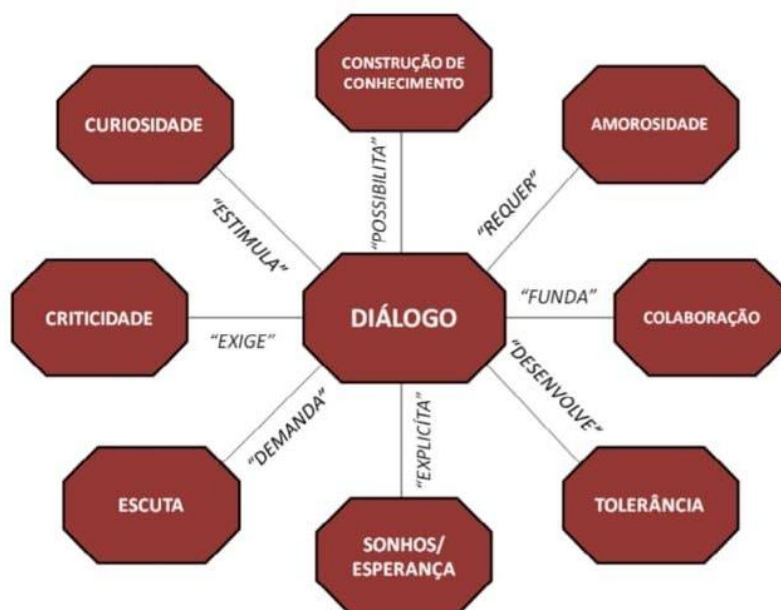 CONSTRUÇÃO DE
CONHECIMENTO
CURIOSIDADE
AMOROSIDADE
"POSSIBILITA"
"ESTIMULA"
"REQUER"
CRITICIDADE
"EXIGE"
DIÁLOGO
"FUNDA"
COLABORAÇÃO
"DEMANDA"
"EXPLICÍTA"
"DESENVOLVE"
ESCUTA
SONHOS/
ESPERANÇA
TOLERÂNCIA